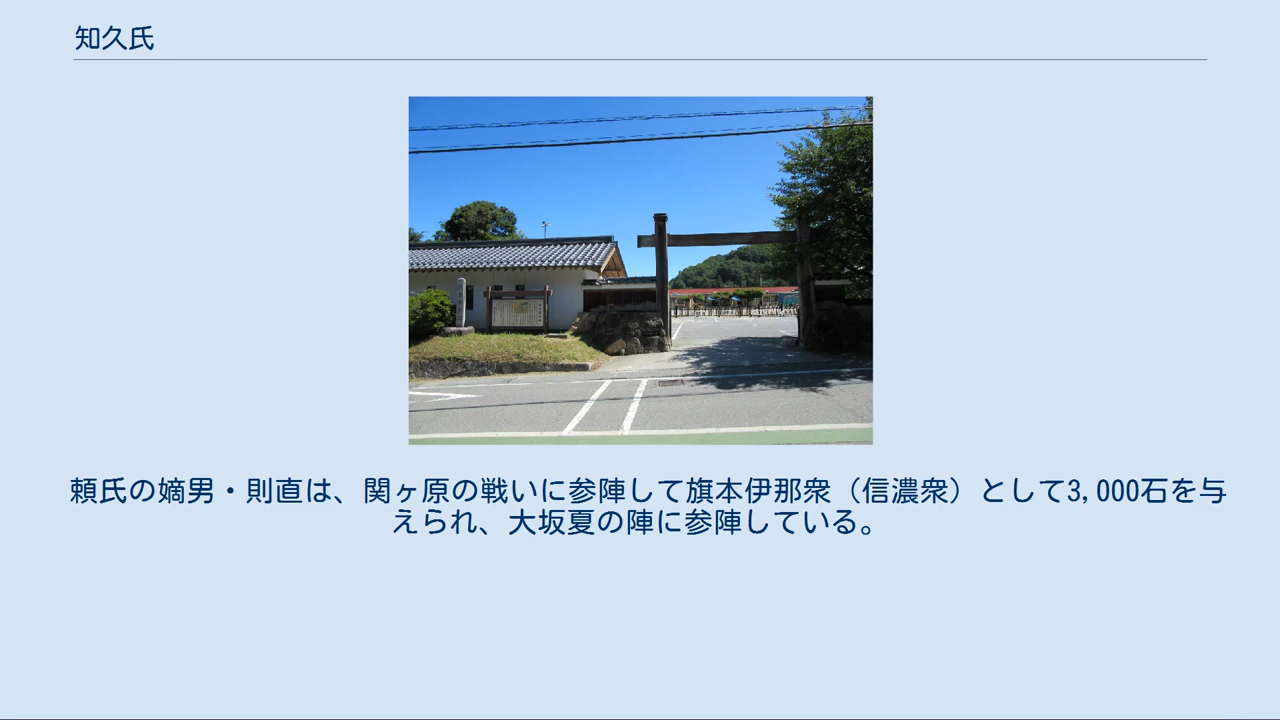 知久氏
頼氏の嫡男・則直は、関ヶ原の戦いに参陣して旗本伊那衆（信濃衆）として3,000石を与
えられ、大坂夏の陣に参陣している。